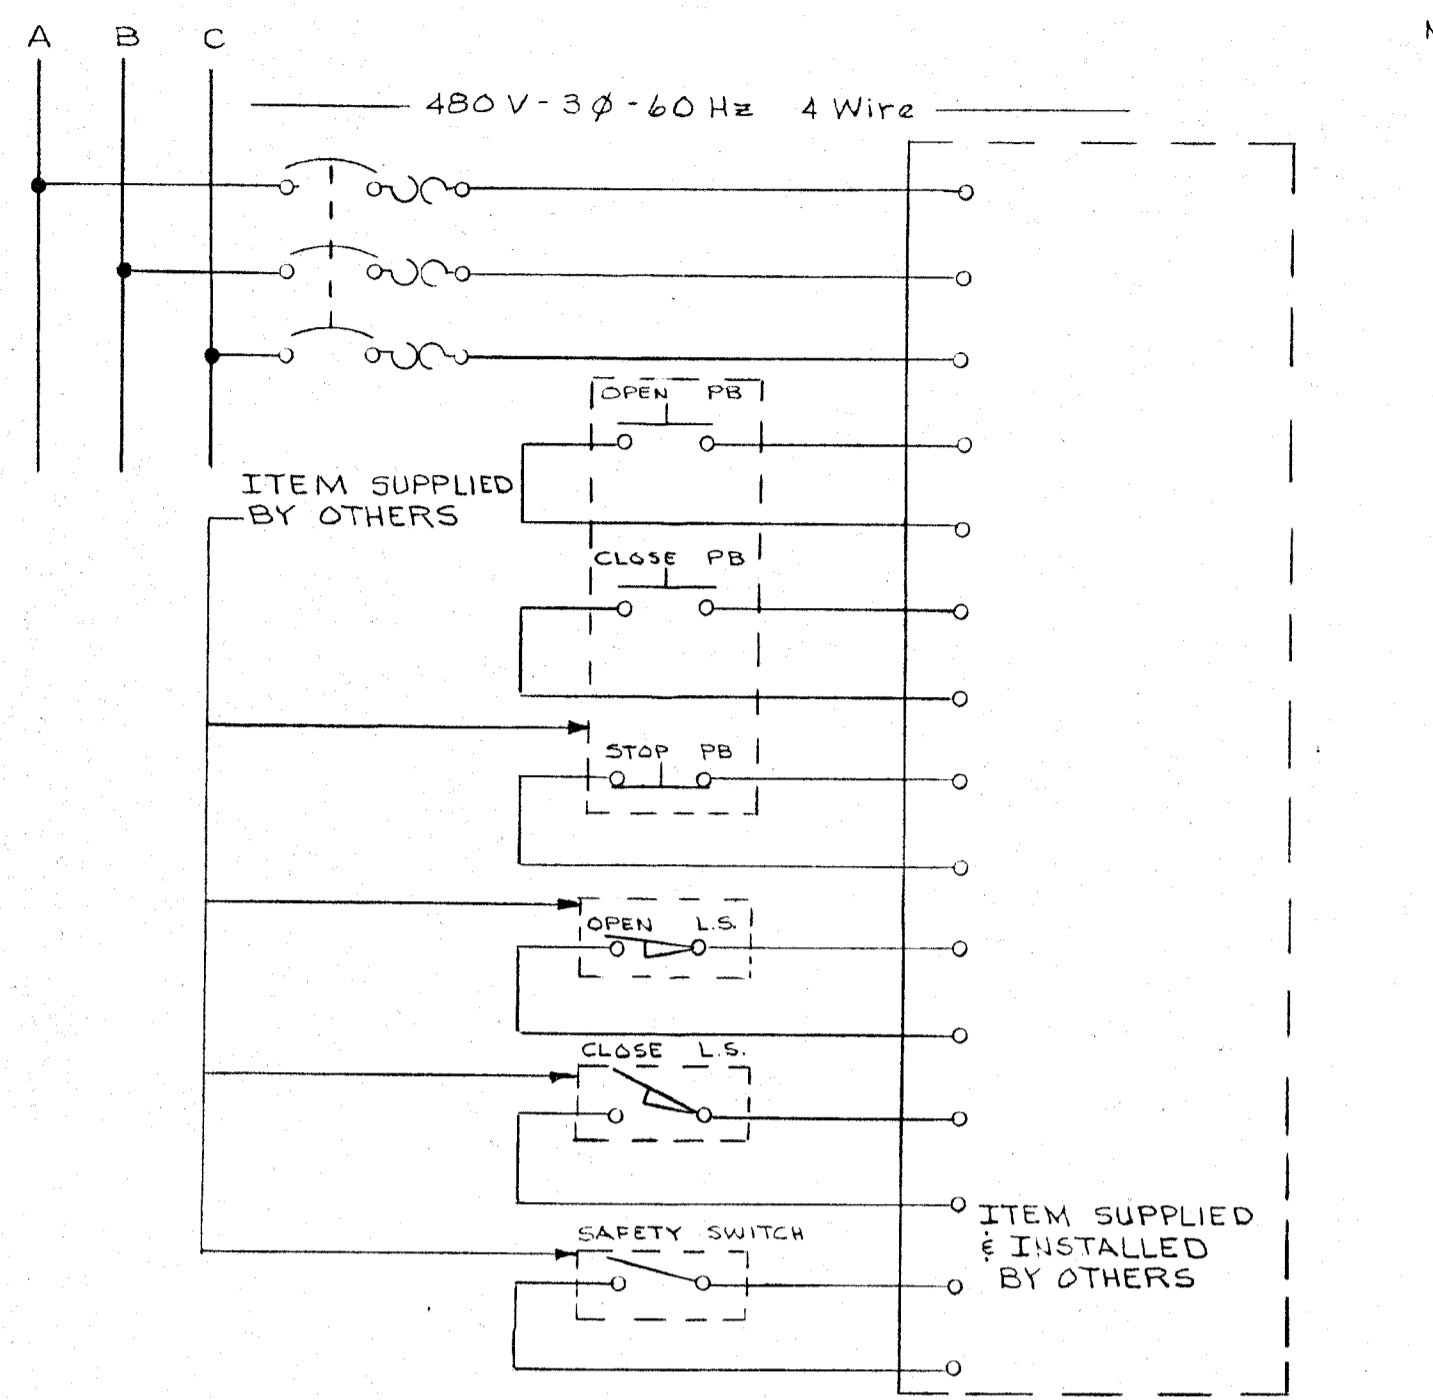 A B C
480 V - 3 Ø - 60 Hz 4 Wire
OPEN PB
ITEM SUPPLIED
BY OTHERS
CLOSE PB
STOP PB
OPEN L.S.
CLOSE L.S.
ITEM SUPPLIED
& INSTALLED
BY OTHERS
SAFETY SWITCH